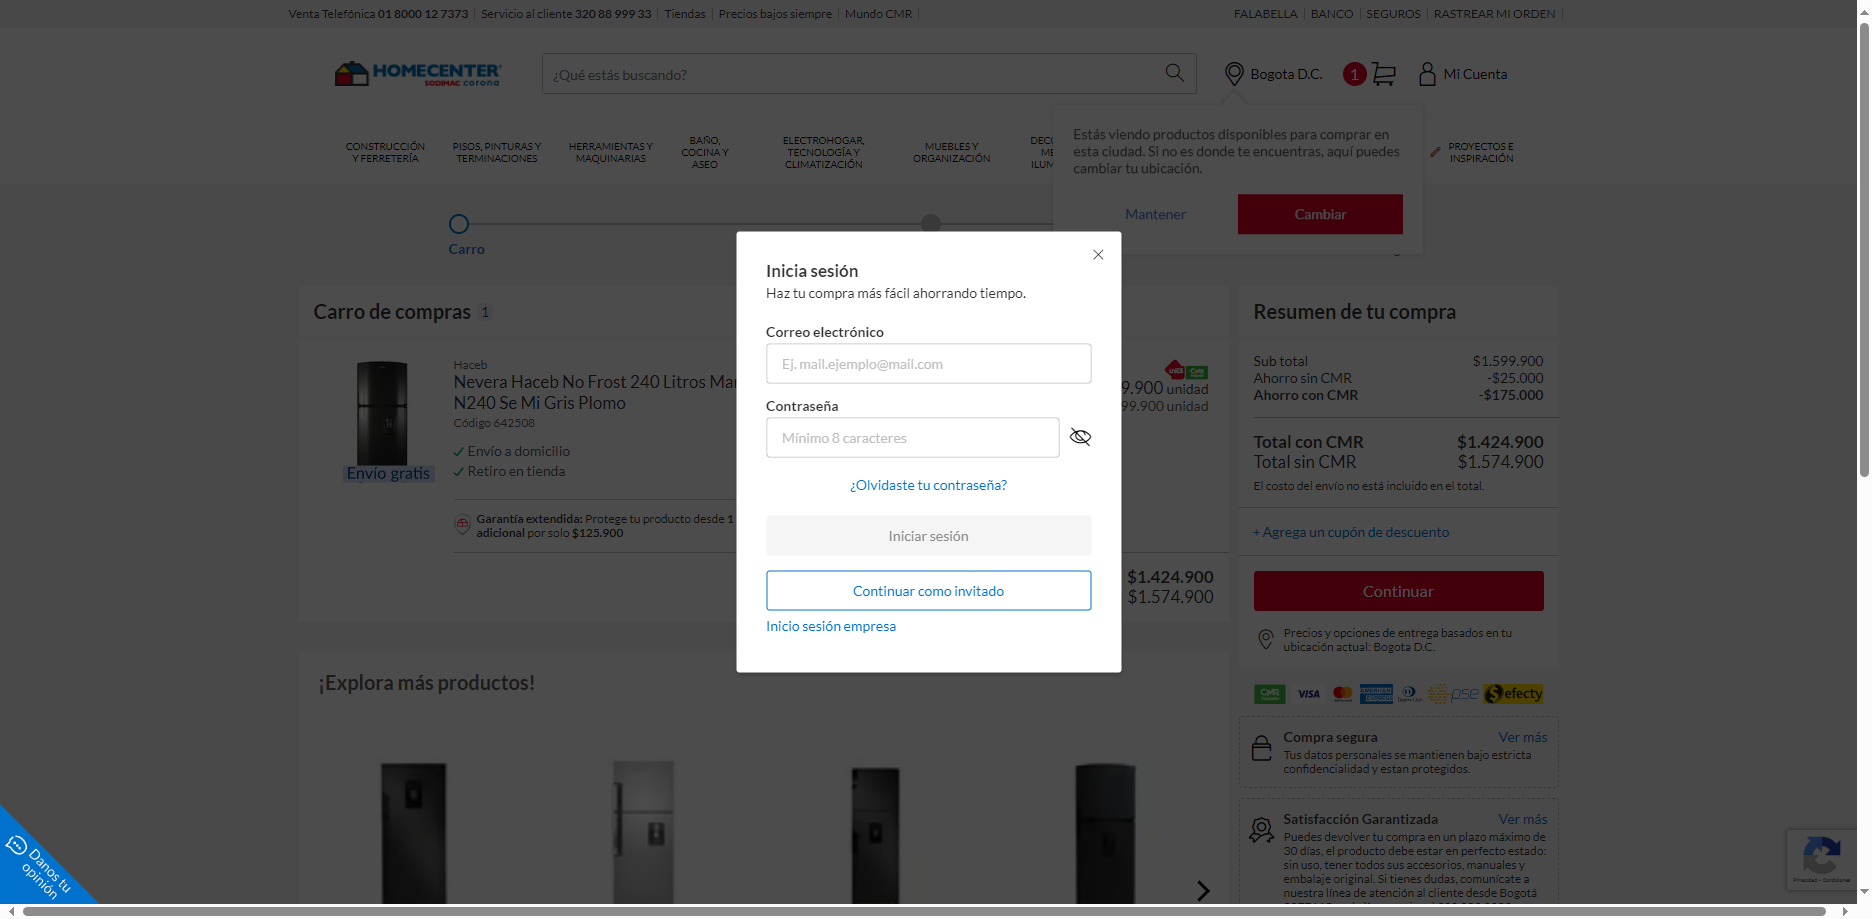 Venta Telefónica 01 8000 12 7373 Servicio al cliente 320 88 999 33 Tiendas Precios bajos siempre Mundo CMR
FALABELLA BANCO SEGUROS RASTREAR MI ORDEN
HOMECENTER
SODIMAC corona
¿Qué estás buscando?
Bogota D.C.
1
Mi Cuenta
CONSTRUCCIÓN
Y FERRETERÍA
PISOS, PINTURAS Y
TERMINACIONES
HERRAMIENTAS Y
MAQUINARIAS
BAÑO,
COCINA Y
ASEO
ELECTROHOGAR,
TECNOLOGÍA Y
CLIMATIZACIÓN
MUEBLES Y
ORGANIZACIÓN
PROYECTOS E
INSPIRACIÓN
Estás viendo productos disponibles para comprar en
esta ciudad. Si no es donde te encuentras, aquí puedes
cambiar tu ubicación.
Mantener
Cambiar
Carro
Inicia sesión
Haz tu compra más fácil ahorrando tiempo.
Correo electrónico
Ej. mail.ejemplo@mail.com
Contraseña
Mínimo 8 caracteres
¿Olvidaste tu contraseña?
Iniciar sesión
Continuar como invitado
Inicio sesión empresa
Carro de compras 1
Haceb
Nevera Haceb No Frost 240 Litros Mar
N240 Se Mi Gris Plomo
Código 642508
Envío a domicilio
Retiro en tienda
Envío gratis
Garantía extendida: Protege tu producto desde 1
adicional por solo $125.900
9.900 unidad
99.900 unidad
$1.424.900
$1.574.900
Resumen de tu compra
Sub total $1.599.900
Ahorro sin CMR -$25.000
Ahorro con CMR -$175.000
Total con CMR $1.424.900
Total sin CMR $1.574.900
El costo del envío no está incluido en el total.
+ Agrega un cupón de descuento
Continuar
Precios y opciones de entrega basados en tu
ubicación actual: Bogota D.C.
CMR VISA AMERICAN EXPRESS pse efecty
Compra segura Ver más
Tus datos personales se mantienen bajo estricta
confidencialidad y estan protegidos.
Satisfacción Garantizada Ver más
Puedes devolver tu compra en un plazo máximo de
30 días, el producto debe estar en perfecto estado:
sin uso, tener todos sus accesorios, manuales y
embalaje original. Si tienes dudas, comunícate a
nuestra línea de atención al cliente desde Bogotá
¡Explora más productos!
Danos tu
opinión
Privacidad - Condiciones